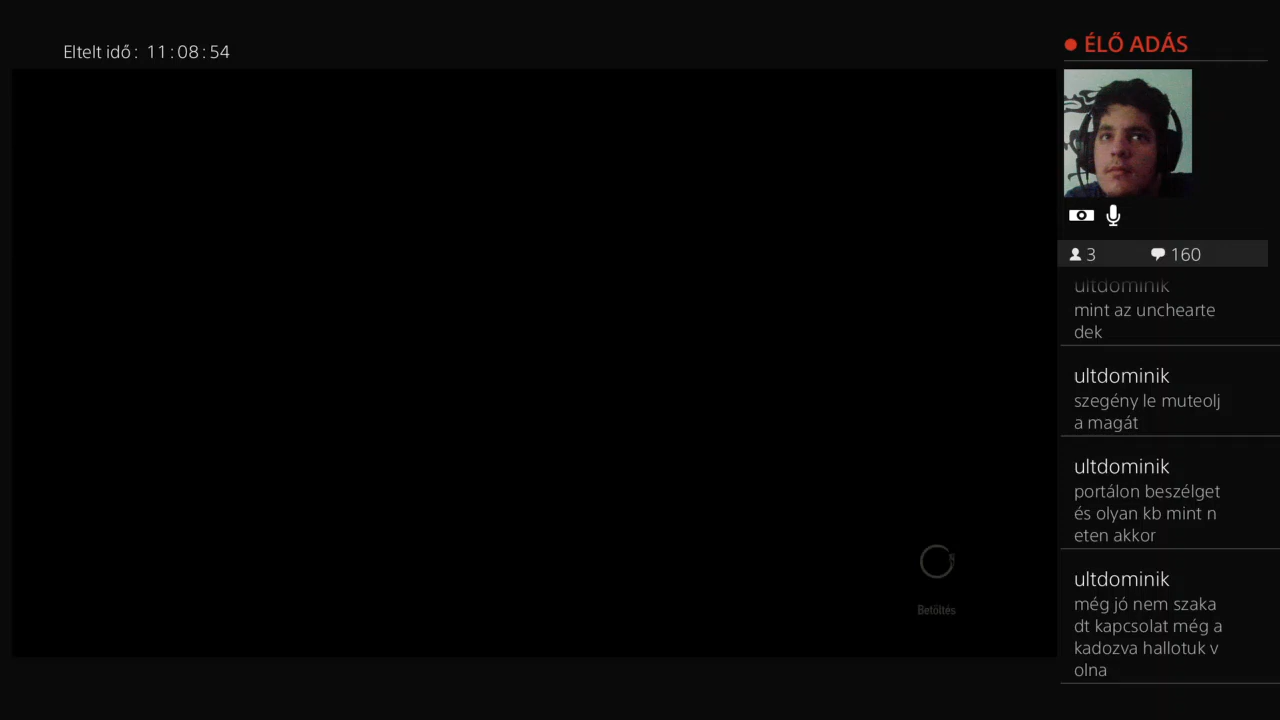 Eltelt idő : 11 : 08 : 54
ÉLŐ ADÁS
3 160
ultdominik
mint az unchearte
dek
ultdominik
szegény le muteolj
a magát
ultdominik
portálon beszélget
és olyan kb mint n
eten akkor
ultdominik
még jó nem szaka
dt kapcsolat még a
kadozva hallotuk v
olna
Betöltés